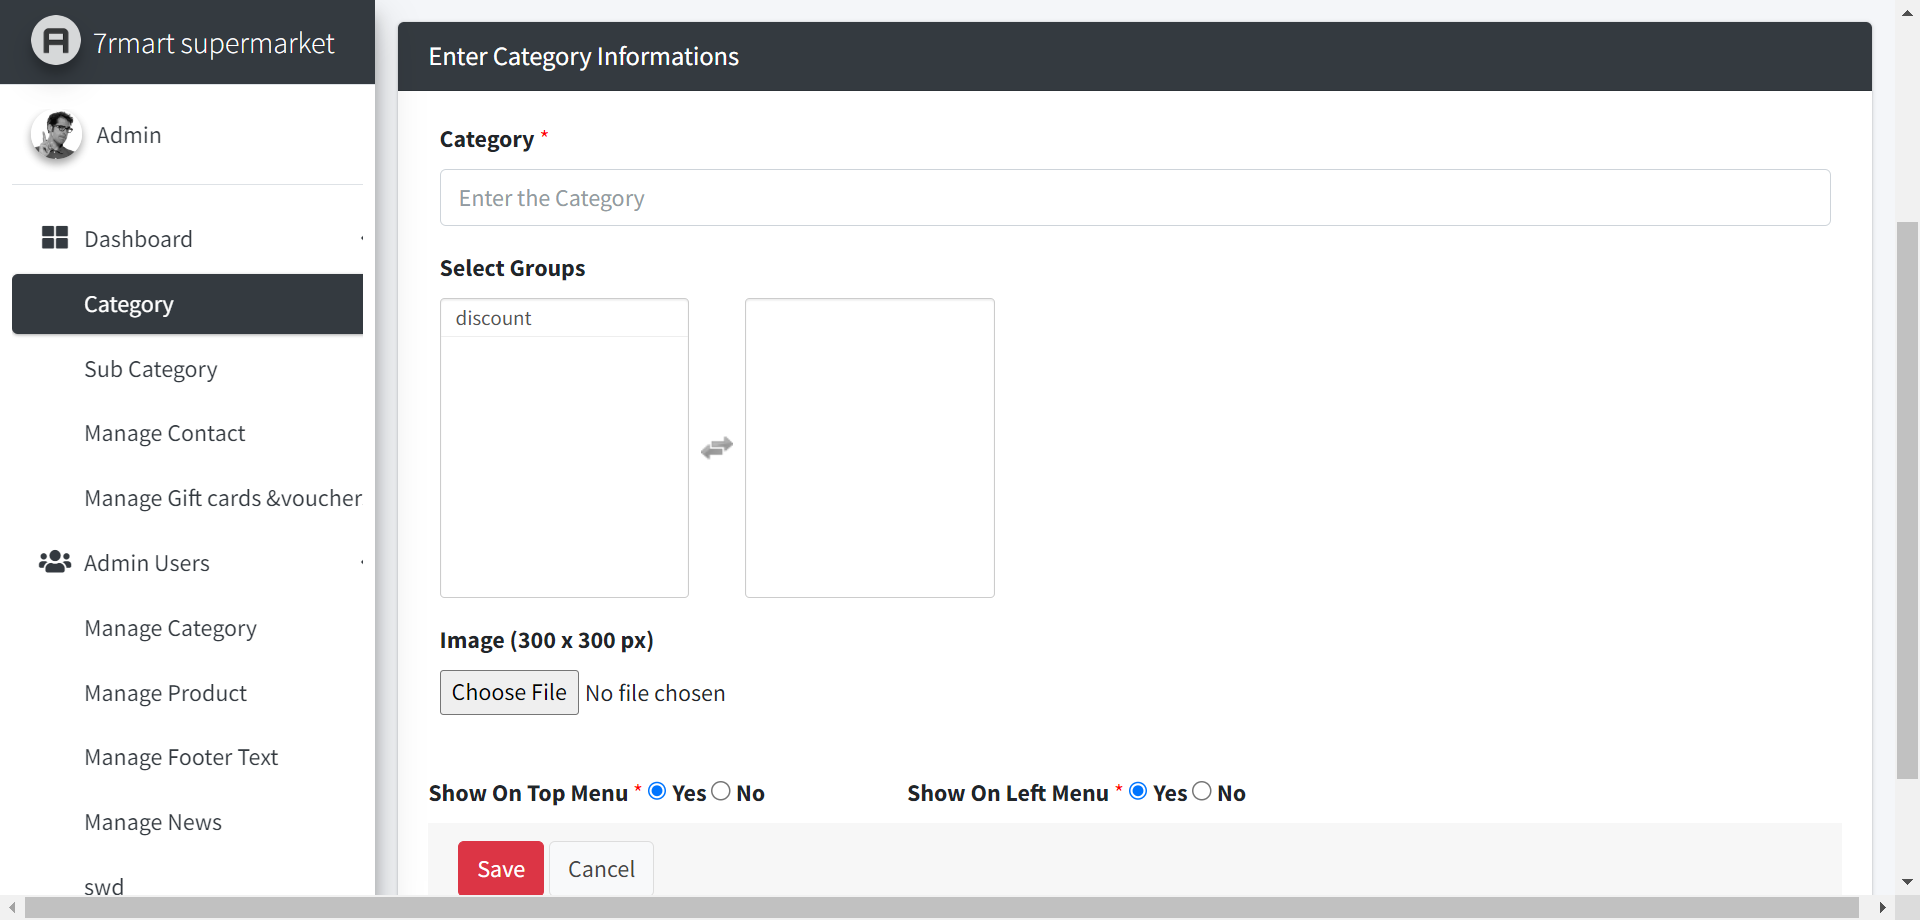 7rmart supermarket
Admin
Dashboard
Category
Sub Category
Manage Contact
Manage Gift cards &voucher
Admin Users
Manage Category
Manage Product
Manage Footer Text
Manage News
swd
Enter Category Informations
Category *
Enter the Category
Select Groups
discount
Image (300 x 300 px)
Choose File No file chosen
Show On Top Menu * Yes No Show On Left Menu * Yes No
Save Cancel